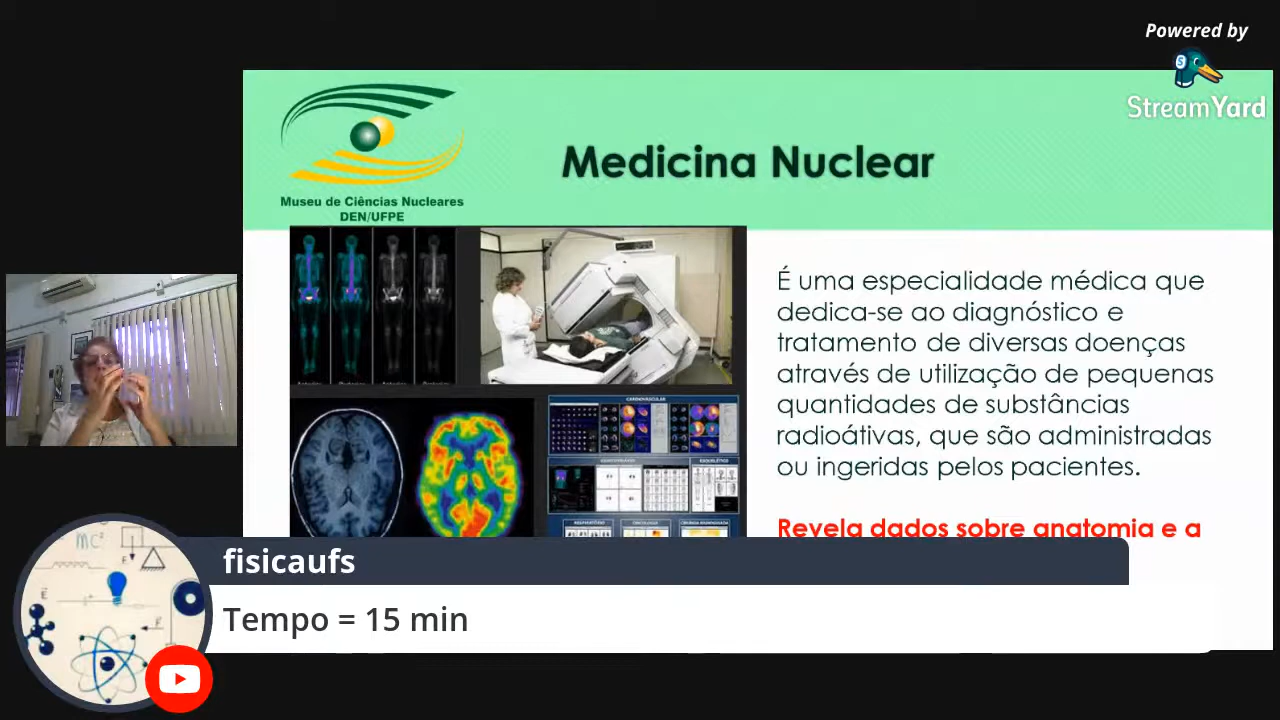 Powered by
StreamYard
Medicina Nuclear
Museu de Ciências Nucleares
DEN/UFPE
É uma especialidade médica que
dedica-se ao diagnóstico e
tratamento de diversas doenças
através de utilização de pequenas
quantidades de substâncias
radioátivas, que são administradas
ou ingeridas pelos pacientes.
Revela dados sobre anatomia e a
CARDIOVASCULAR
fisicaufs
Tempo = 15 min
mc²